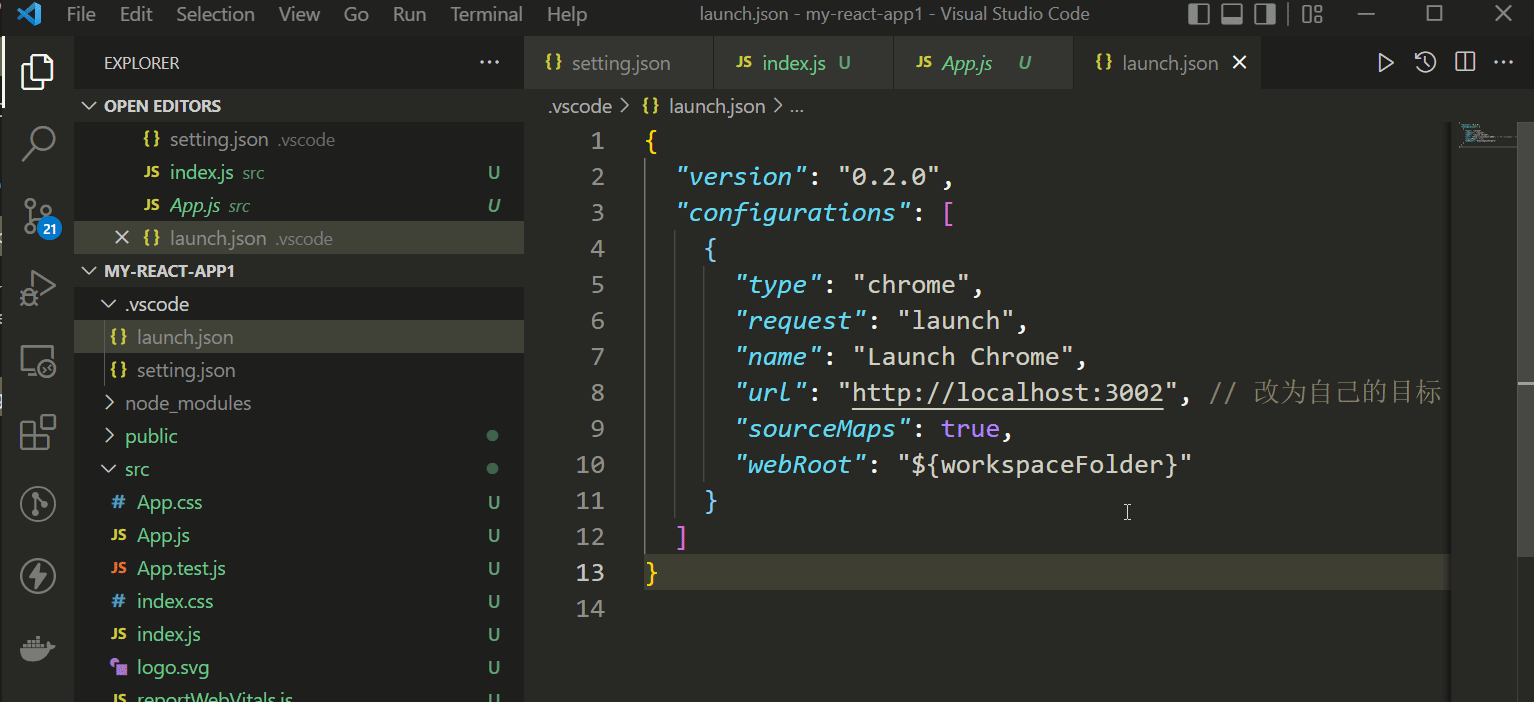 File Edit Selection View Go Run Terminal Help launch.json - my-react-app1 - Visual Studio Code
EXPLORER ...
{} setting.json JS index.js U JS App.js U {} launch.json
OPEN EDITORS
{} setting.json .vscode
JS index.js src U
JS App.js src U
{} launch.json .vscode
MY-REACT-APP1
.vscode
{} launch.json
{} setting.json
node_modules
public
src
# App.css U
JS App.js U
JS App.test.js U
# index.css U
JS index.js U
logo.svg U
JS reportWebVitals.js U
21
.vscode > {} launch.json > ...
1 {
2 "version": "0.2.0",
3 "configurations": [
4 {
5 "type": "chrome",
6 "request": "launch",
7 "name": "Launch Chrome",
8 "url": "http://localhost:3002", // 改为自己的目标
9 "sourceMaps": true,
10 "webRoot": "${workspaceFolder}"
11 }
12 ]
13 }
14